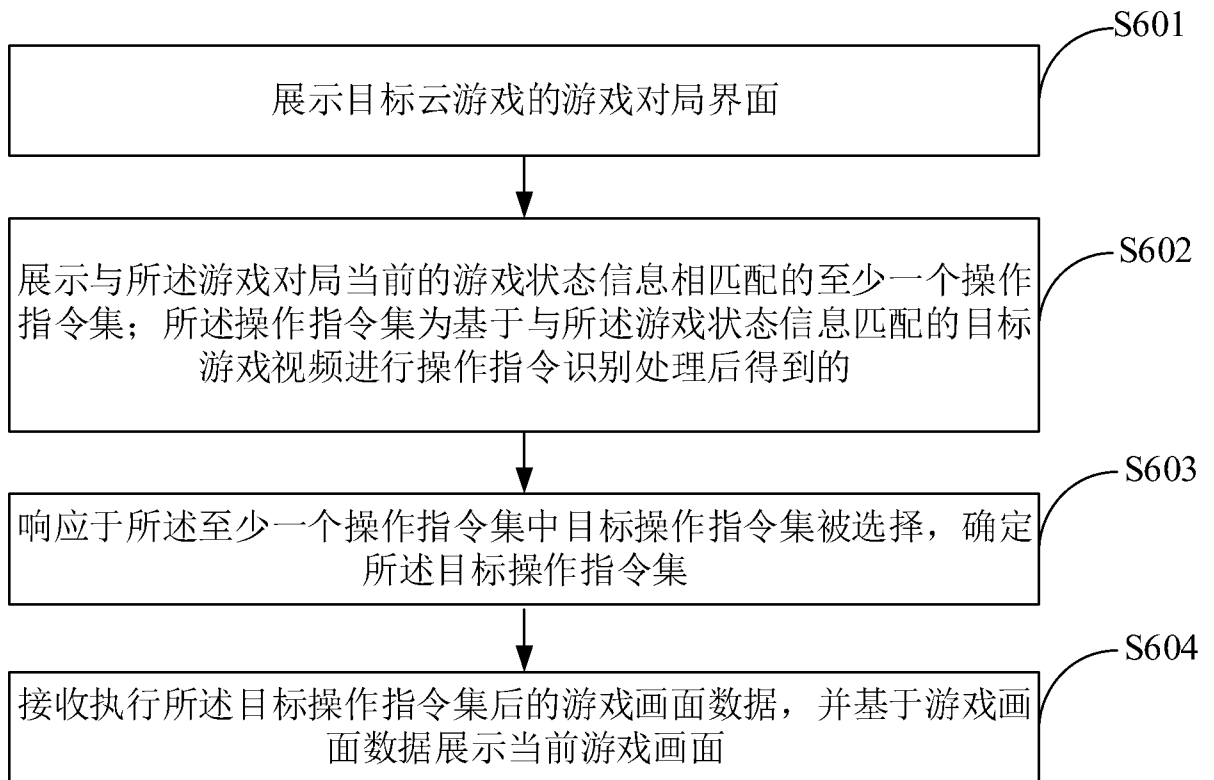 S601
展示目标云游戏的游戏对局界面
S602
展示与所述游戏对局当前的游戏状态信息相匹配的至少一个操作
指令集；所述操作指令集为基于与所述游戏状态信息匹配的目标
游戏视频进行操作指令识别处理后得到的
S603
响应于所述至少一个操作指令集中目标操作指令集被选择，确定
所述目标操作指令集
S604
接收执行所述目标操作指令集后的游戏画面数据，并基于游戏画
面数据展示当前游戏画面